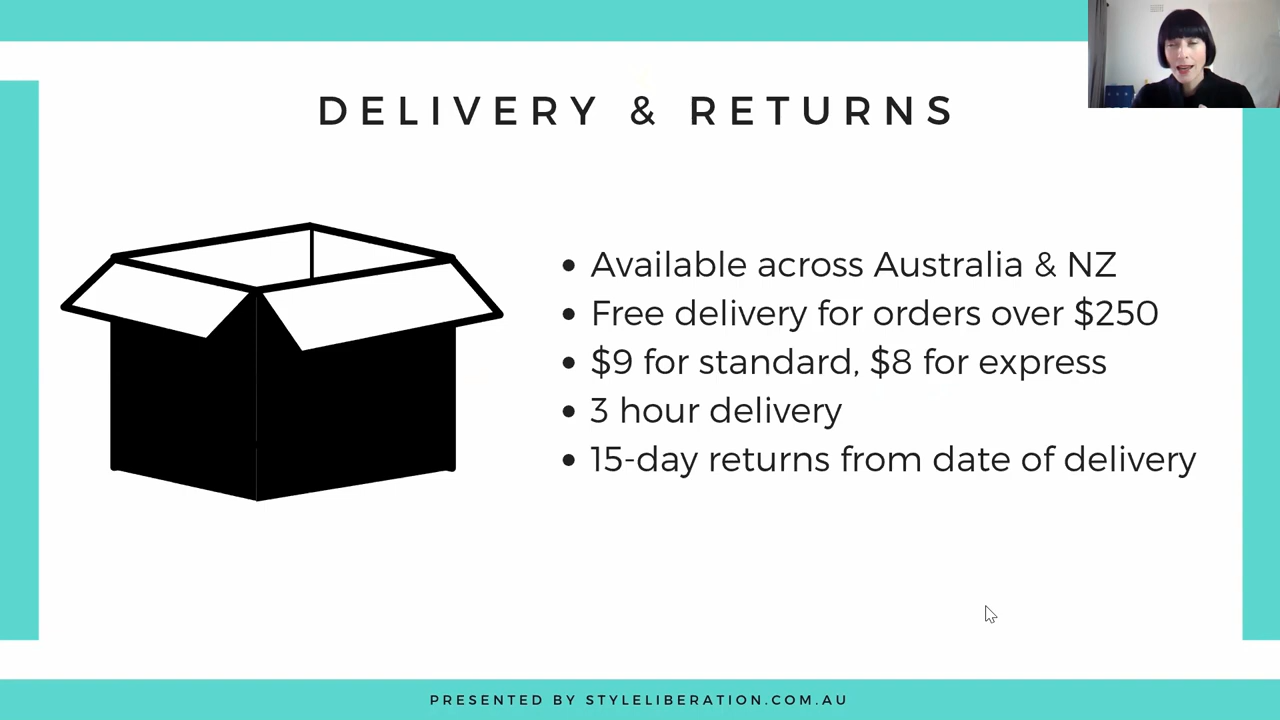 DELIVERY & RETURNS
Available across Australia & NZ
Free delivery for orders over $250
$9 for standard, $8 for express
3 hour delivery
15-day returns from date of delivery
PRESENTED BY STYLELIBERATION.COM.AU